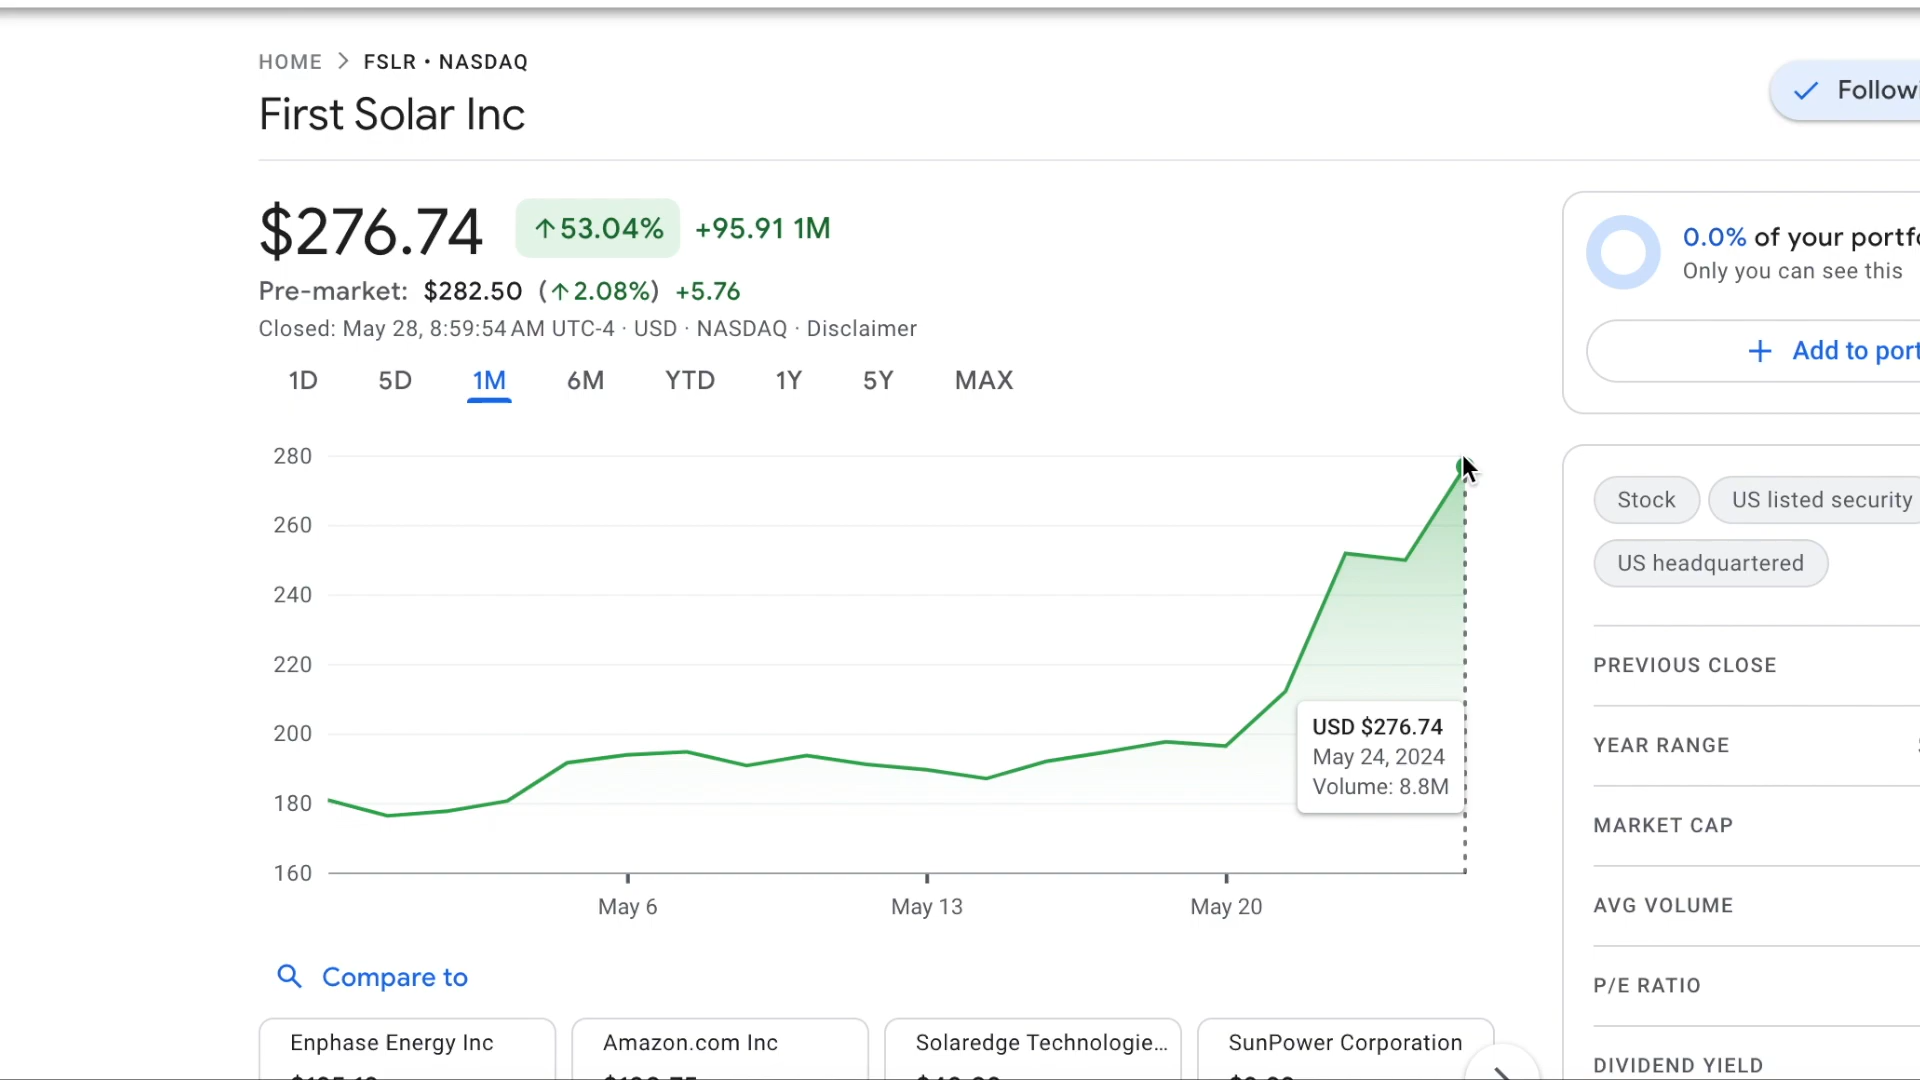 HOME > FSLR • NASDAQ
First Solar Inc
Followi
$276.74 ↑53.04% +95.91 1M
Pre-market: $282.50 (↑2.08%) +5.76
Closed: May 28, 8:59:54 AM UTC-4 · USD · NASDAQ · Disclaimer
1D 5D 1M 6M YTD 1Y 5Y MAX
280
260
240
220
200
180
160
USD $276.74
May 24, 2024
Volume: 8.8M
May 6 May 13 May 20
Compare to
Enphase Energy Inc
Amazon.com Inc
Solaredge Technologie...
SunPower Corporation
0.0% of your portfo
Only you can see this
+ Add to port
Stock
US listed security
US headquartered
PREVIOUS CLOSE
YEAR RANGE
MARKET CAP
AVG VOLUME
P/E RATIO
DIVIDEND YIELD